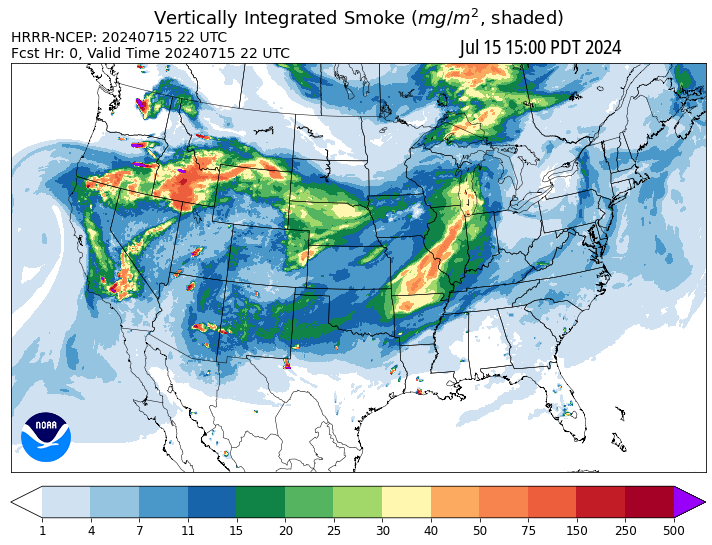 Vertically Integrated Smoke (mg/m², shaded)
HRRR-NCEP: 20240715 22 UTC
Fcst Hr: 0, Valid Time 20240715 22 UTC
Jul 15 15:00 PDT 2024
NOAA
1 4 7 11 15 20 25 30 40 50 75 150 250 500